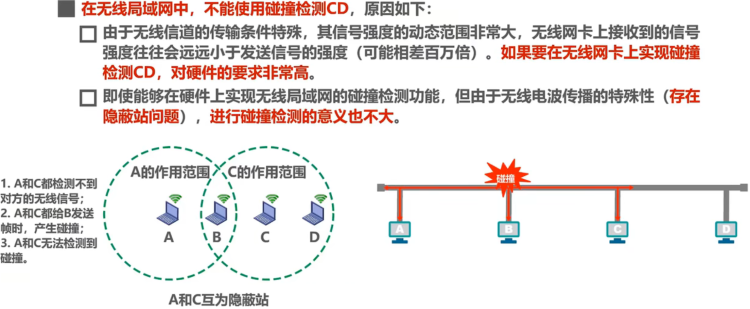 在无线局域网中，不能使用碰撞检测CD，原因如下：
由于无线信道的传输条件特殊，其信号强度的动态范围非常大，无线网卡上接收到的信号
强度往往会远远小于发送信号的强度（可能相差百万倍）。如果要在无线网卡上实现碰撞
检测CD，对硬件的要求非常高。
即使能够在硬件上实现无线局域网的碰撞检测功能，但由于无线电波传播的特殊性（存在
隐蔽站问题），进行碰撞检测的意义也不大。
A的作用范围
C的作用范围
1. A和C都检测不到
对方的无线信号；
2. A和C都给B发送
帧时，产生碰撞；
3. A和C无法检测到
碰撞。
A
B
C
D
A和C互为隐蔽站
碰撞
A
B
C
D